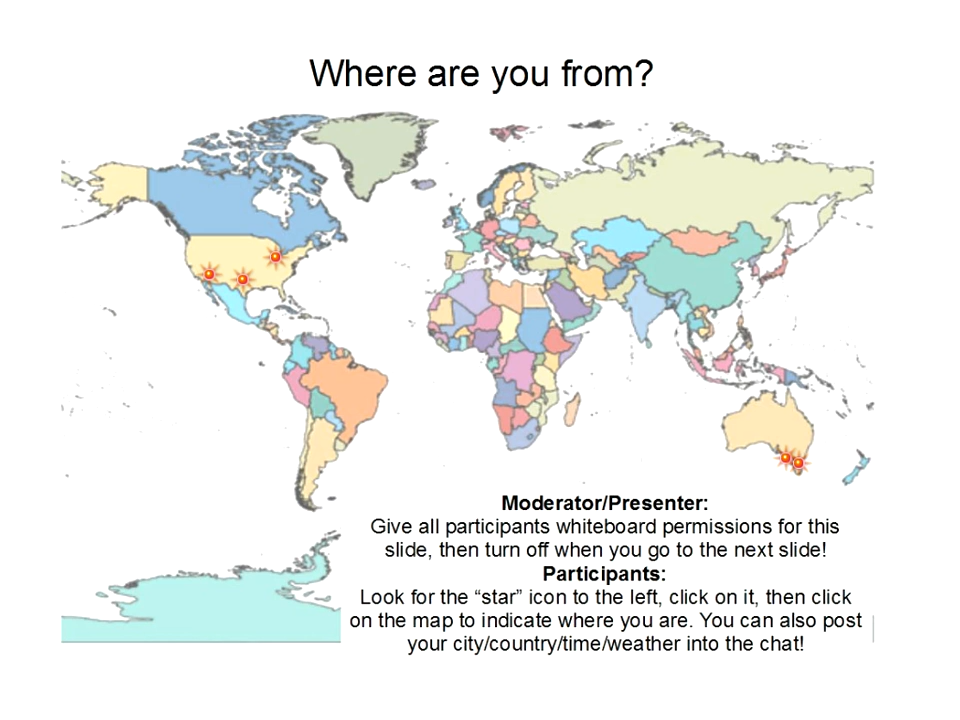 Where are you from?
Moderator/Presenter:
Give all participants whiteboard permissions for this
slide, then turn off when you go to the next slide!
Participants:
Look for the “star” icon to the left, click on it, then click
on the map to indicate where you are. You can also post
your city/country/time/weather into the chat!